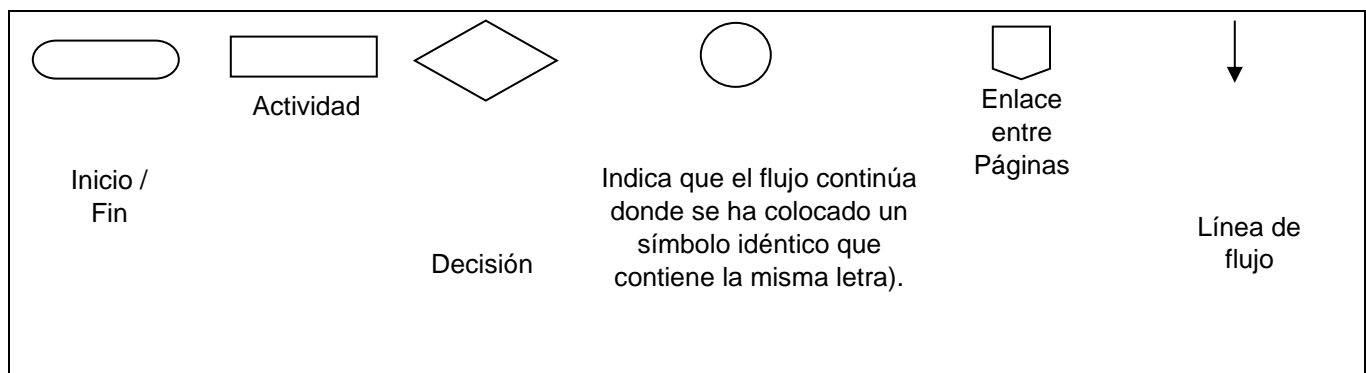 Inicio /
Fin
Actividad
Decisión
Indica que el flujo continúa
donde se ha colocado un
símbolo idéntico que
contiene la misma letra).
Enlace
entre
Páginas
Línea de
flujo